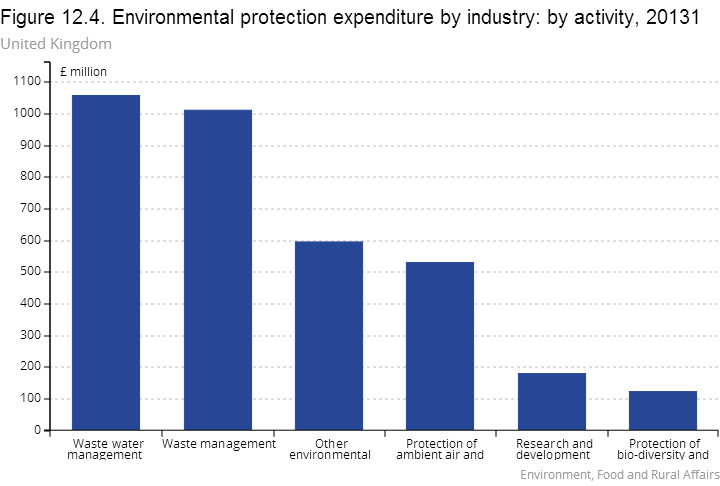 Figure 12.4. Environmental protection expenditure by industry: by activity, 20131
United Kingdom
£ million
1100
1000
900
800
700
600
500
400
300
200
100
0
Waste water
management
Waste management
Other
environmental
Protection of
ambient air and
Research and
development
Protection of
bio-diversity and
Environment, Food and Rural Affairs